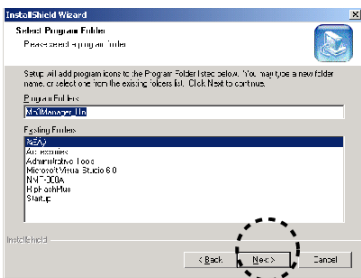 InstallShield Wizard
Select Program Folder
Please select a program folder.
Setup will add program icons to the Program Folder listed below. You may type a new folder
name, or select one from the existing folders list. Click Next to continue.
Program Folders:
Existing Folders:
Accessories
Administrative Tools
Microsoft Visual Studio 6.0
Startup
InstallShield
< Back
Next >
Cancel